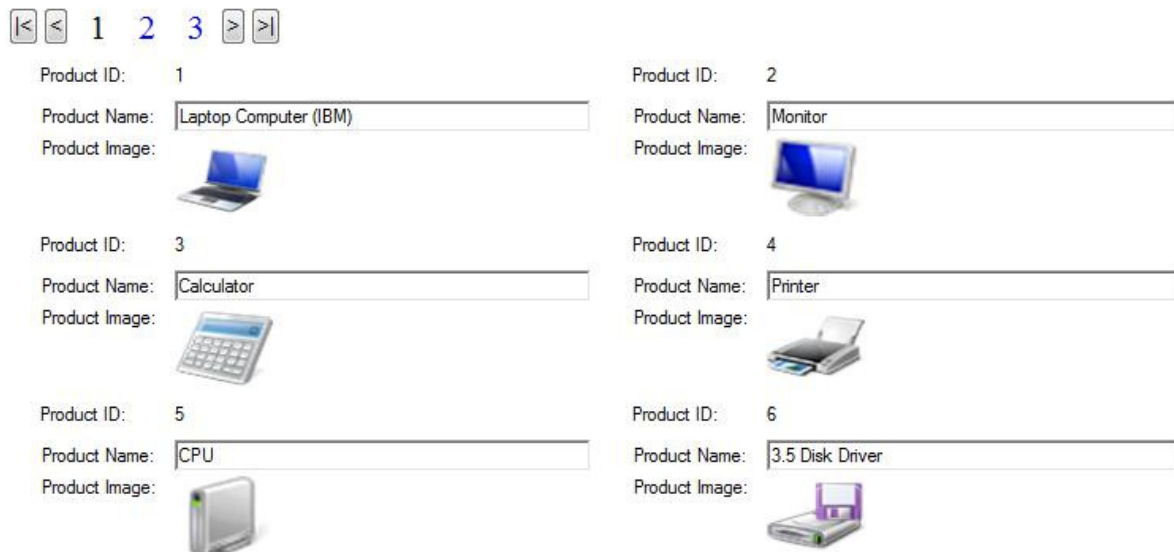 |< < 1 2 3 > >|
Product ID: 1 Product ID: 2
Product Name: Laptop Computer (IBM) Product Name: Monitor
Product Image: Product Image:
Product ID: 3 Product ID: 4
Product Name: Calculator Product Name: Printer
Product Image: Product Image:
Product ID: 5 Product ID: 6
Product Name: CPU Product Name: 3.5 Disk Driver
Product Image: Product Image: